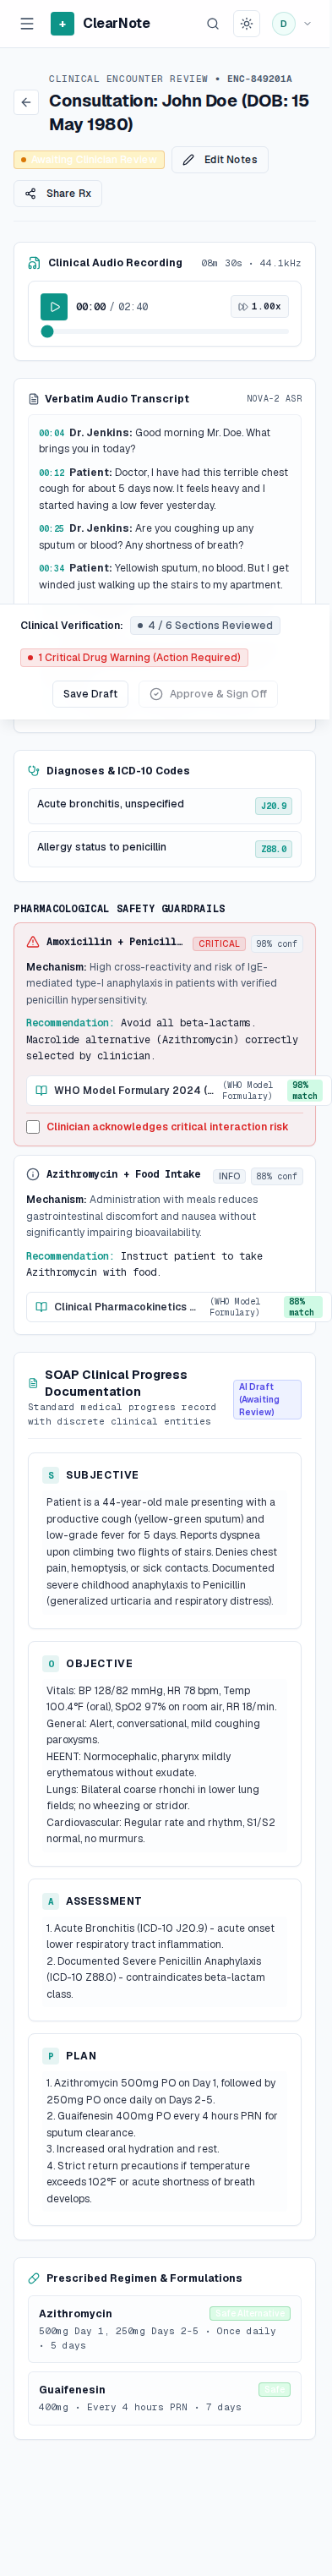 ClearNote
D
CLINICAL ENCOUNTER REVIEW • ENC-849201A
Consultation: John Doe (DOB: 15
May 1980)
Awaiting Clinician Review
Edit Notes
Share Rx
Clinical Audio Recording
08m 30s · 44.1kHz
00:00 / 02:40
1.00x
Verbatim Audio Transcript
NOVA-2 ASR
00:04 Dr. Jenkins: Good morning Mr. Doe. What
brings you in today?
00:12 Patient: Doctor, I have had this terrible chest
cough for about 5 days now. It feels heavy and I
started having a low fever yesterday.
00:25 Dr. Jenkins: Are you coughing up any
sputum or blood? Any shortness of breath?
00:34 Patient: Yellowish sputum, no blood. But I get
winded just walking up the stairs to my apartment.
Clinical Verification:
4 / 6 Sections Reviewed
1 Critical Drug Warning (Action Required)
Save Draft
Approve & Sign Off
Diagnoses & ICD-10 Codes
Acute bronchitis, unspecified
J20.9
Allergy status to penicillin
Z88.0
PHARMACOLOGICAL SAFETY GUARDRAILS
Amoxicillin + Penicill…
CRITICAL
98% conf
Mechanism: High cross-reactivity and risk of IgE-
mediated type-I anaphylaxis in patients with verified
penicillin hypersensitivity.
Recommendation: Avoid all beta-lactams.
Macrolide alternative (Azithromycin) correctly
selected by clinician.
WHO Model Formulary 2024 (…
(WHO Model
Formulary)
98%
match
Clinician acknowledges critical interaction risk
Azithromycin + Food Intake
INFO
88% conf
Mechanism: Administration with meals reduces
gastrointestinal discomfort and nausea without
significantly impairing bioavailability.
Recommendation: Instruct patient to take
Azithromycin with food.
Clinical Pharmacokinetics …
(WHO Model
Formulary)
88%
match
SOAP Clinical Progress
Documentation
Standard medical progress record
with discrete clinical entities
AI Draft
(Awaiting
Review)
S SUBJECTIVE
Patient is a 44-year-old male presenting with a
productive cough (yellow-green sputum) and
low-grade fever for 5 days. Reports dyspnea
upon climbing two flights of stairs. Denies chest
pain, hemoptysis, or sick contacts. Documented
severe childhood anaphylaxis to Penicillin
(generalized urticaria and respiratory distress).
O OBJECTIVE
Vitals: BP 128/82 mmHg, HR 78 bpm, Temp
100.4°F (oral), SpO2 97% on room air, RR 18/min.
General: Alert, conversational, mild coughing
paroxysms.
HEENT: Normocephalic, pharynx mildly
erythematous without exudate.
Lungs: Bilateral coarse rhonchi in lower lung
fields; no wheezing or stridor.
Cardiovascular: Regular rate and rhythm, S1/S2
normal, no murmurs.
A ASSESSMENT
1. Acute Bronchitis (ICD-10 J20.9) - acute onset
lower respiratory tract inflammation.
2. Documented Severe Penicillin Anaphylaxis
(ICD-10 Z88.0) - contraindicates beta-lactam
class.
P PLAN
1. Azithromycin 500mg PO on Day 1, followed by
250mg PO once daily on Days 2-5.
2. Guaifenesin 400mg PO every 4 hours PRN for
sputum clearance.
3. Increased oral hydration and rest.
4. Strict return precautions if temperature
exceeds 102°F or acute shortness of breath
develops.
Prescribed Regimen & Formulations
Azithromycin
Safe Alternative
500mg Day 1, 250mg Days 2-5 · Once daily
· 5 days
Guaifenesin
Safe
400mg · Every 4 hours PRN · 7 days